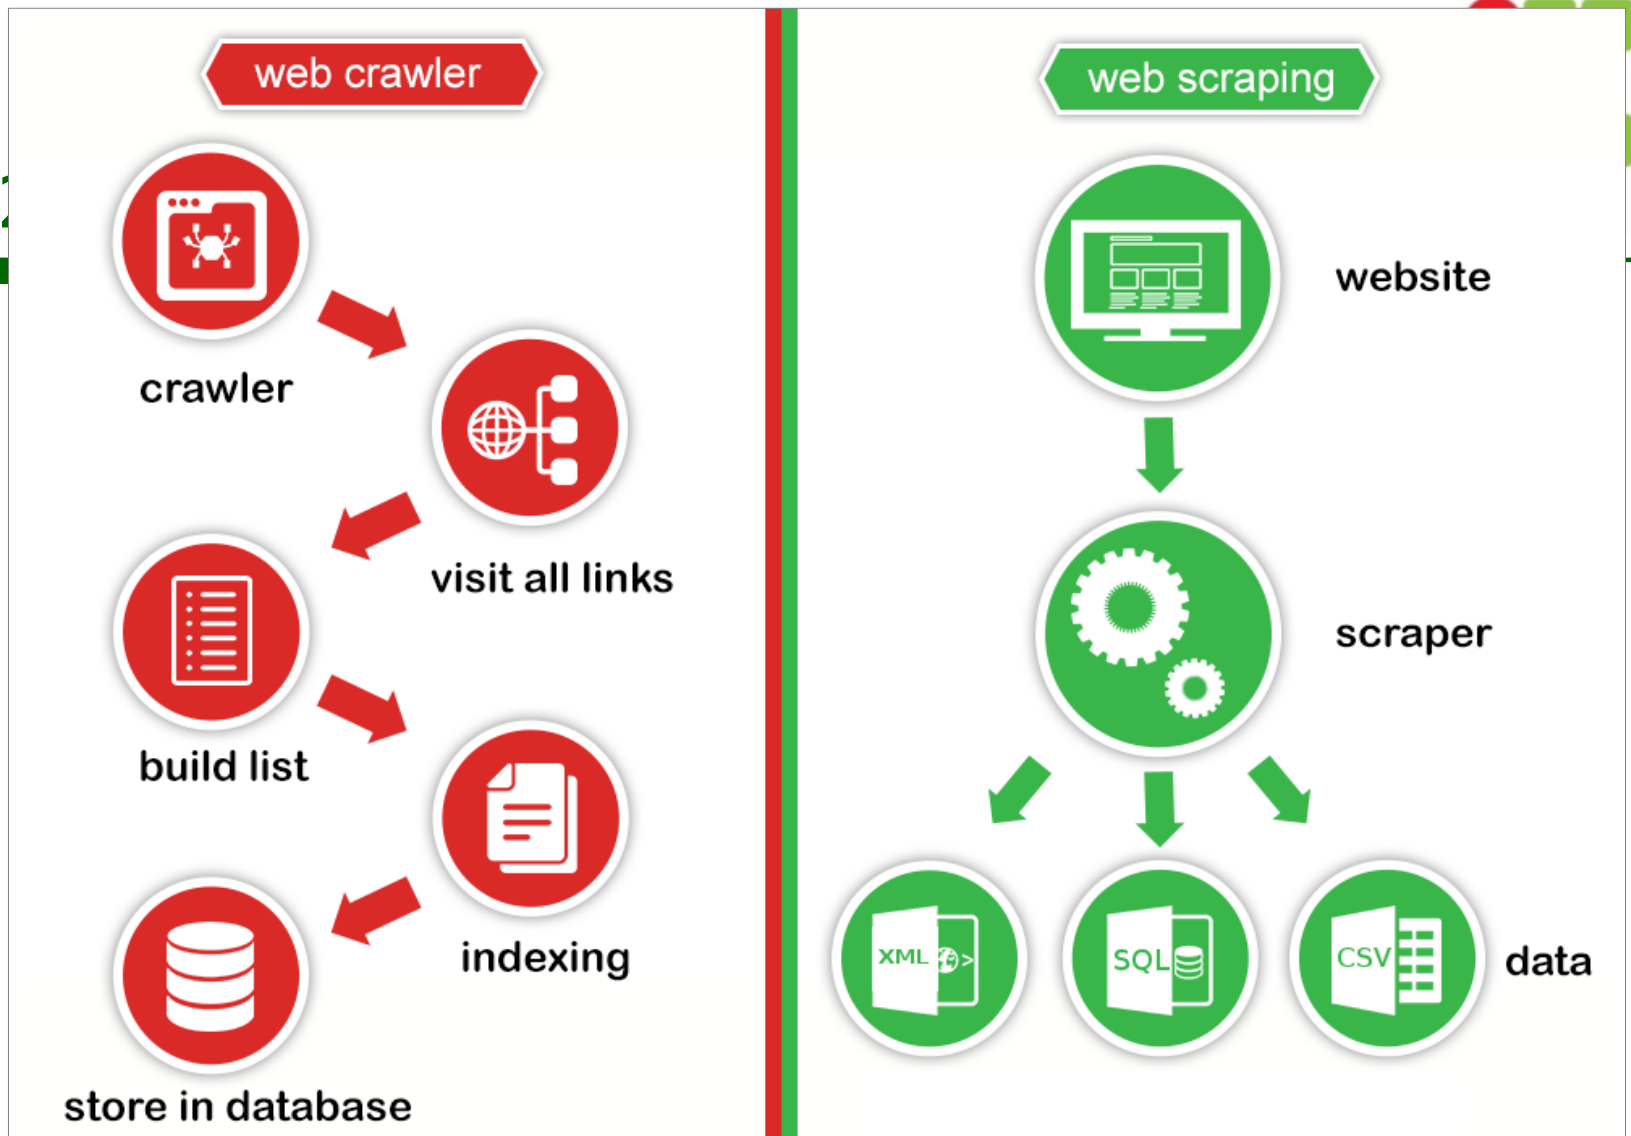 web crawler
crawler
visit all links
build list
indexing
store in database
web scraping
website
scraper
XML
SQL
CSV
data